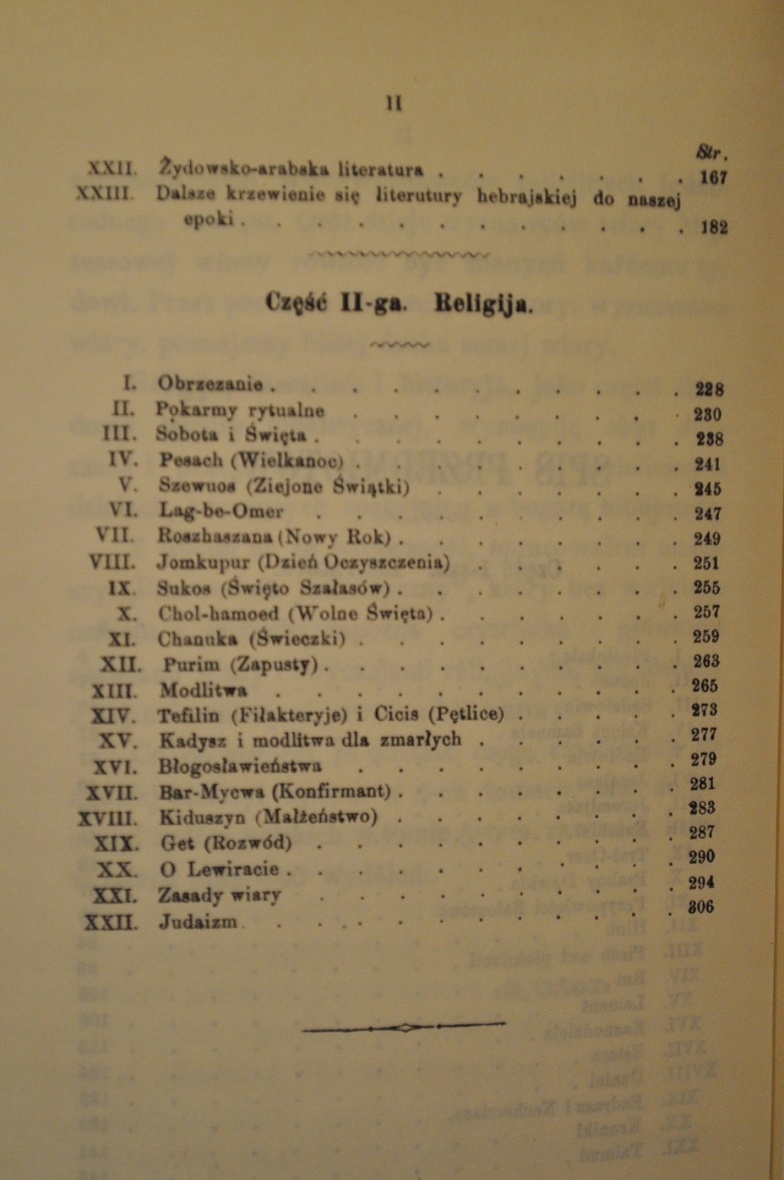 II
Str.
XXII. Żydowsko-arabska literatura . . . . . . . 167
XXIII. Dalsze krzewienie się literutury hebrajskiej do naszej
epoki . . . . . . . . . . . . 182
Część II-ga. Religija.
I. Obrzezanie . . . . . . . . . . . 228
II. Pokarmy rytualne . . . . . . . . . 230
III. Sobota i Święta . . . . . . . . . . 238
IV. Pesach (Wielkanoc) . . . . . . . . . 241
V. Szewuos (Ziejone Świątki) . . . . . . . 245
VI. Lag-be-Omer . . . . . . . . . . 247
VII. Roszhaszana (Nowy Rok) . . . . . . . . 249
VIII. Jomkupur (Dzień Oczyszczenia) . . . . . . 251
IX. Sukos (Święto Szałasów) . . . . . . . . 255
X. Chol-hamoed (Wolne Święta) . . . . . . . 257
XI. Chanuka (Świeczki) . . . . . . . . . 259
XII. Purim (Zapusty) . . . . . . . . . . 263
XIII. Modlitwa . . . . . . . . . . . 265
XIV. Tefilin (Fiłakteryje) i Cicis (Pętlice) . . . . . 273
XV. Kadysz i modlitwa dla zmarłych . . . . . . 277
XVI. Błogosławieństwa . . . . . . . . . 279
XVII. Bar-Mycwa (Konfirmant) . . . . . . . . 281
XVIII. Kiduszyn (Małżeństwo) . . . . . . . . 283
XIX. Get (Rozwód) . . . . . . . . . . 287
XX. O Lewiracie . . . . . . . . . . . 290
XXI. Zasady wiary . . . . . . . . . . 294
XXII. Judaizm . . . . . . . . . . . 306